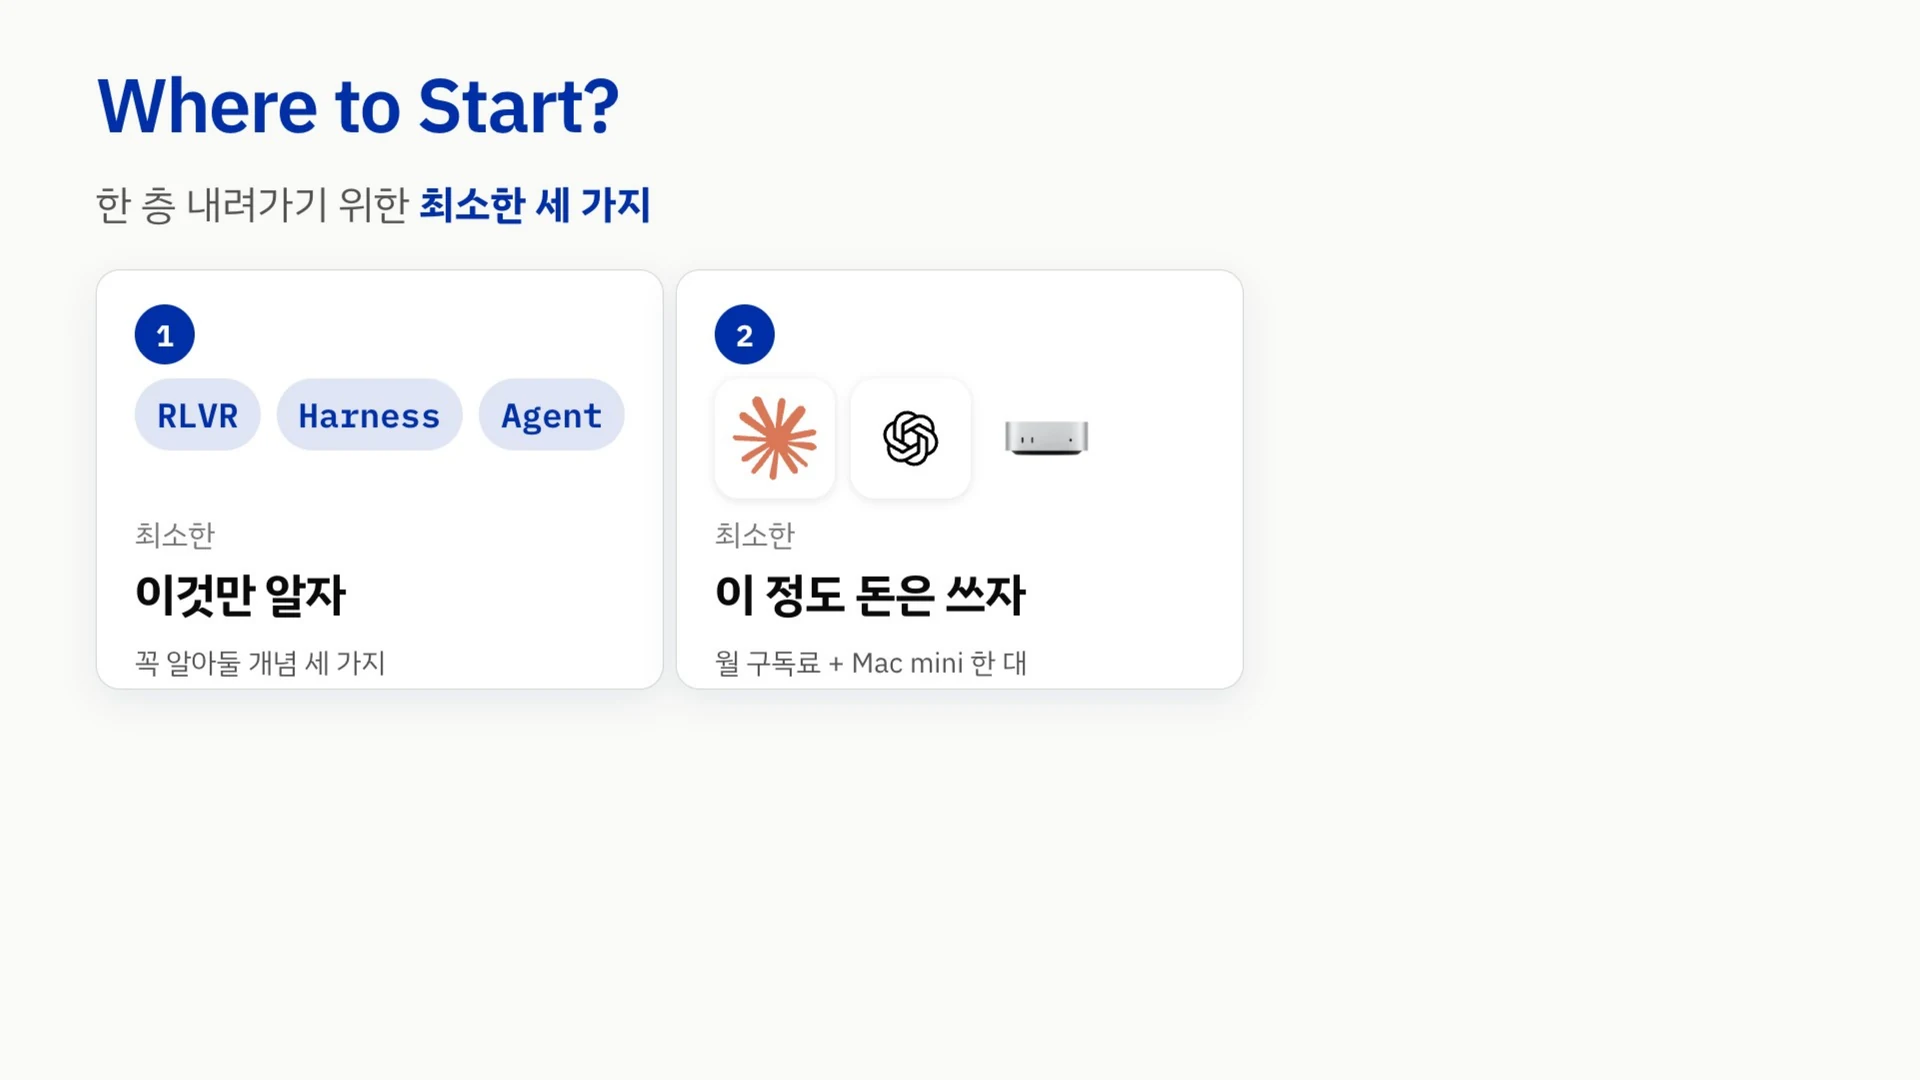 Where to Start?
한 층 내려가기 위한 최소한 세 가지
1
RLVR Harness Agent
최소한
이것만 알자
꼭 알아둘 개념 세 가지
2
최소한
이 정도 돈은 쓰자
월 구독료 + Mac mini 한 대